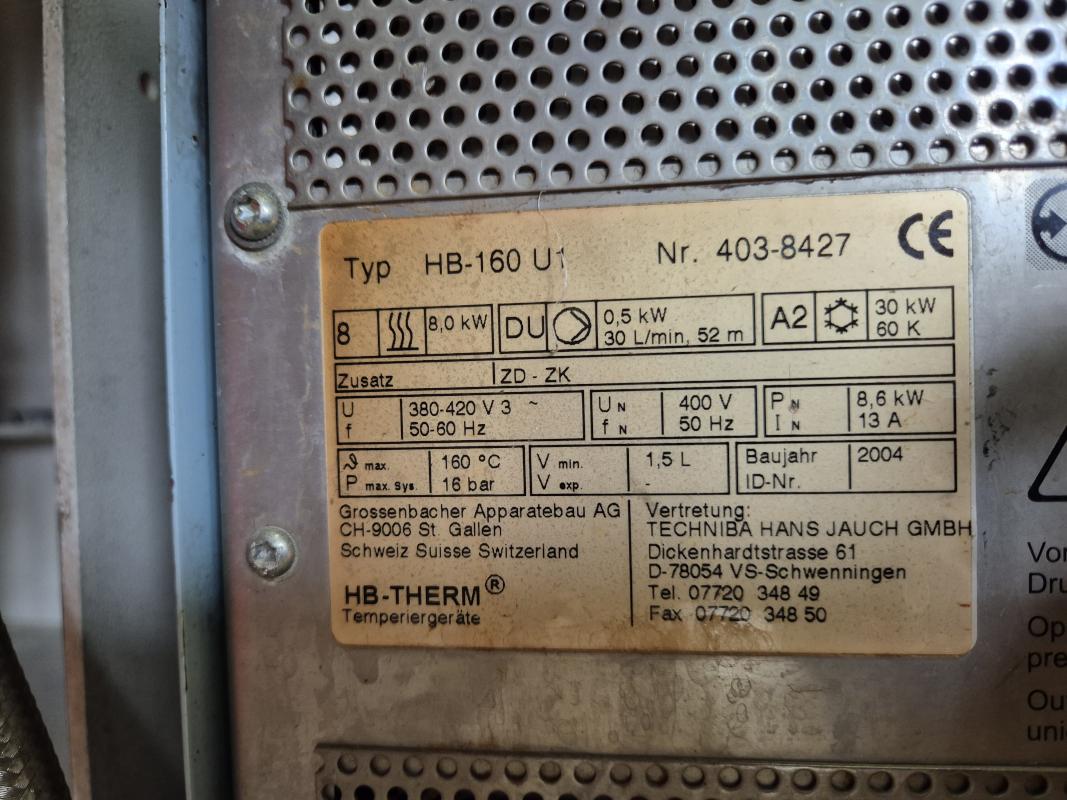 Typ HB-160 U1 Nr. 403-8427 CE
8 8,0 kW DU 0,5 kW 30 L/min, 52 m A2 30 kW 60 K
Zusatz ZD - ZK
U 380-420 V 3 ~ U N 400 V P N 8,6 kW
f 50-60 Hz f N 50 Hz I N 13 A
ϑ max. 160 °C V min. 1,5 L Baujahr 2004
P max. Sys. 16 bar V exp. - ID-Nr.
Grossenbacher Apparatebau AG
CH-9006 St. Gallen
Schweiz Suisse Switzerland
HB-THERM®
Temperiergeräte
Vertretung:
TECHNIBA HANS JAUCH GMBH
Dickenhardtstrasse 61
D-78054 VS-Schwenningen
Tel. 07720 348 49
Fax 07720 348 50
Vor
Dru
Op
pre
Ou
uni